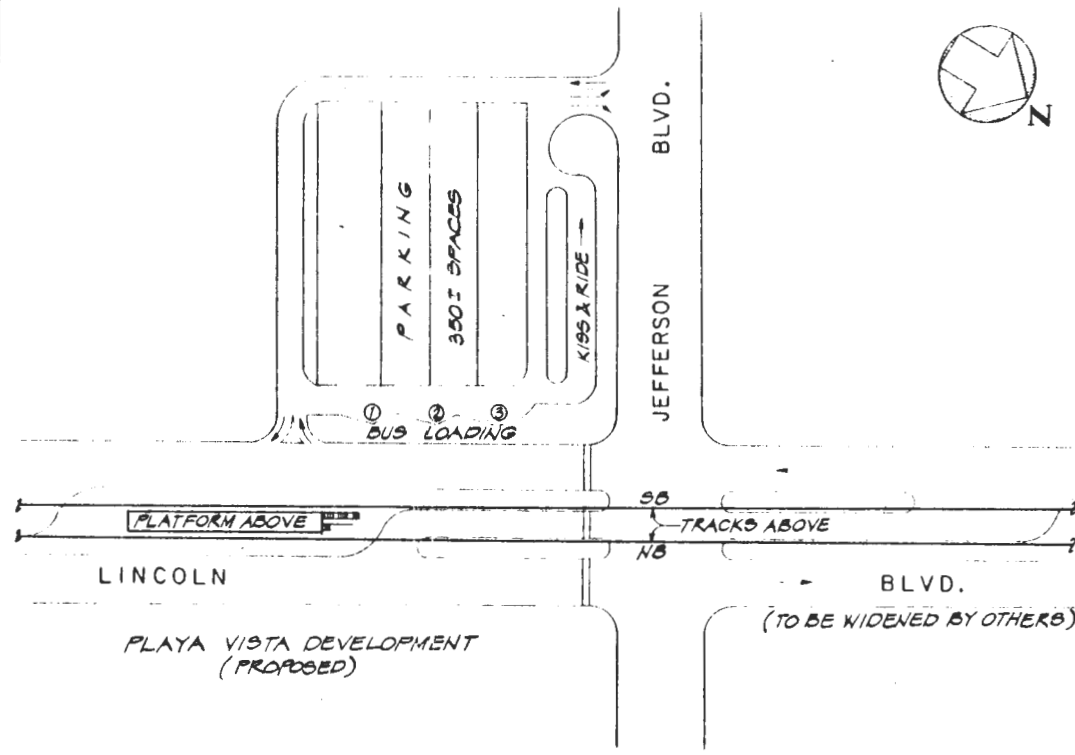 N
BLVD.
JEFFERSON
PARKING
350± SPACES
KISS & RIDE
① ② ③
BUS LOADING
SB
PLATFORM ABOVE
TRACKS ABOVE
NB
LINCOLN
BLVD.
(TO BE WIDENED BY OTHERS)
PLAYA VISTA DEVELOPMENT
(PROPOSED)